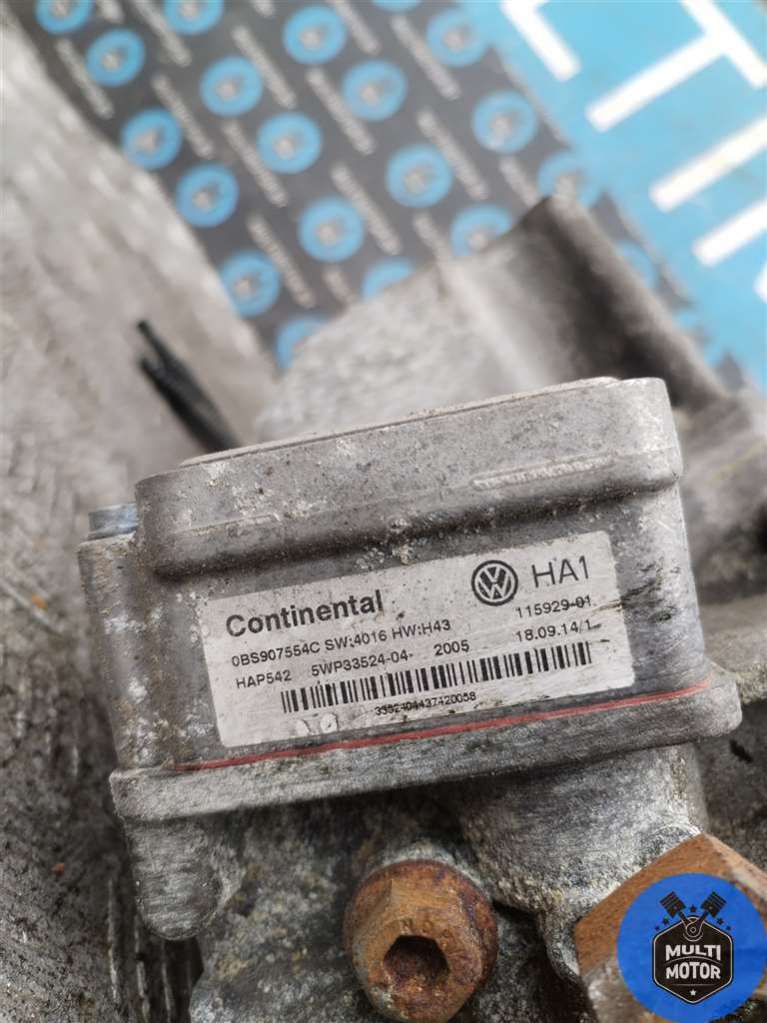 Continental
HA1
0BS907554C SW:4016 HW:H43
115929-01
HAP542 5WP33524-04- 2005
18.09.14/1
3352404437420058
MULTI
MOTOR